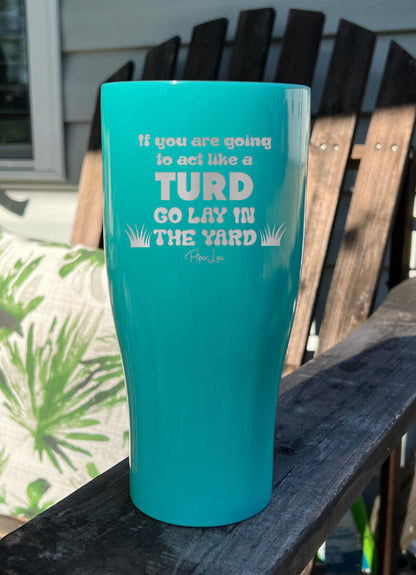 If you are going
to act like a
TURD
GO LAY IN
THE YARD
Piper Lou